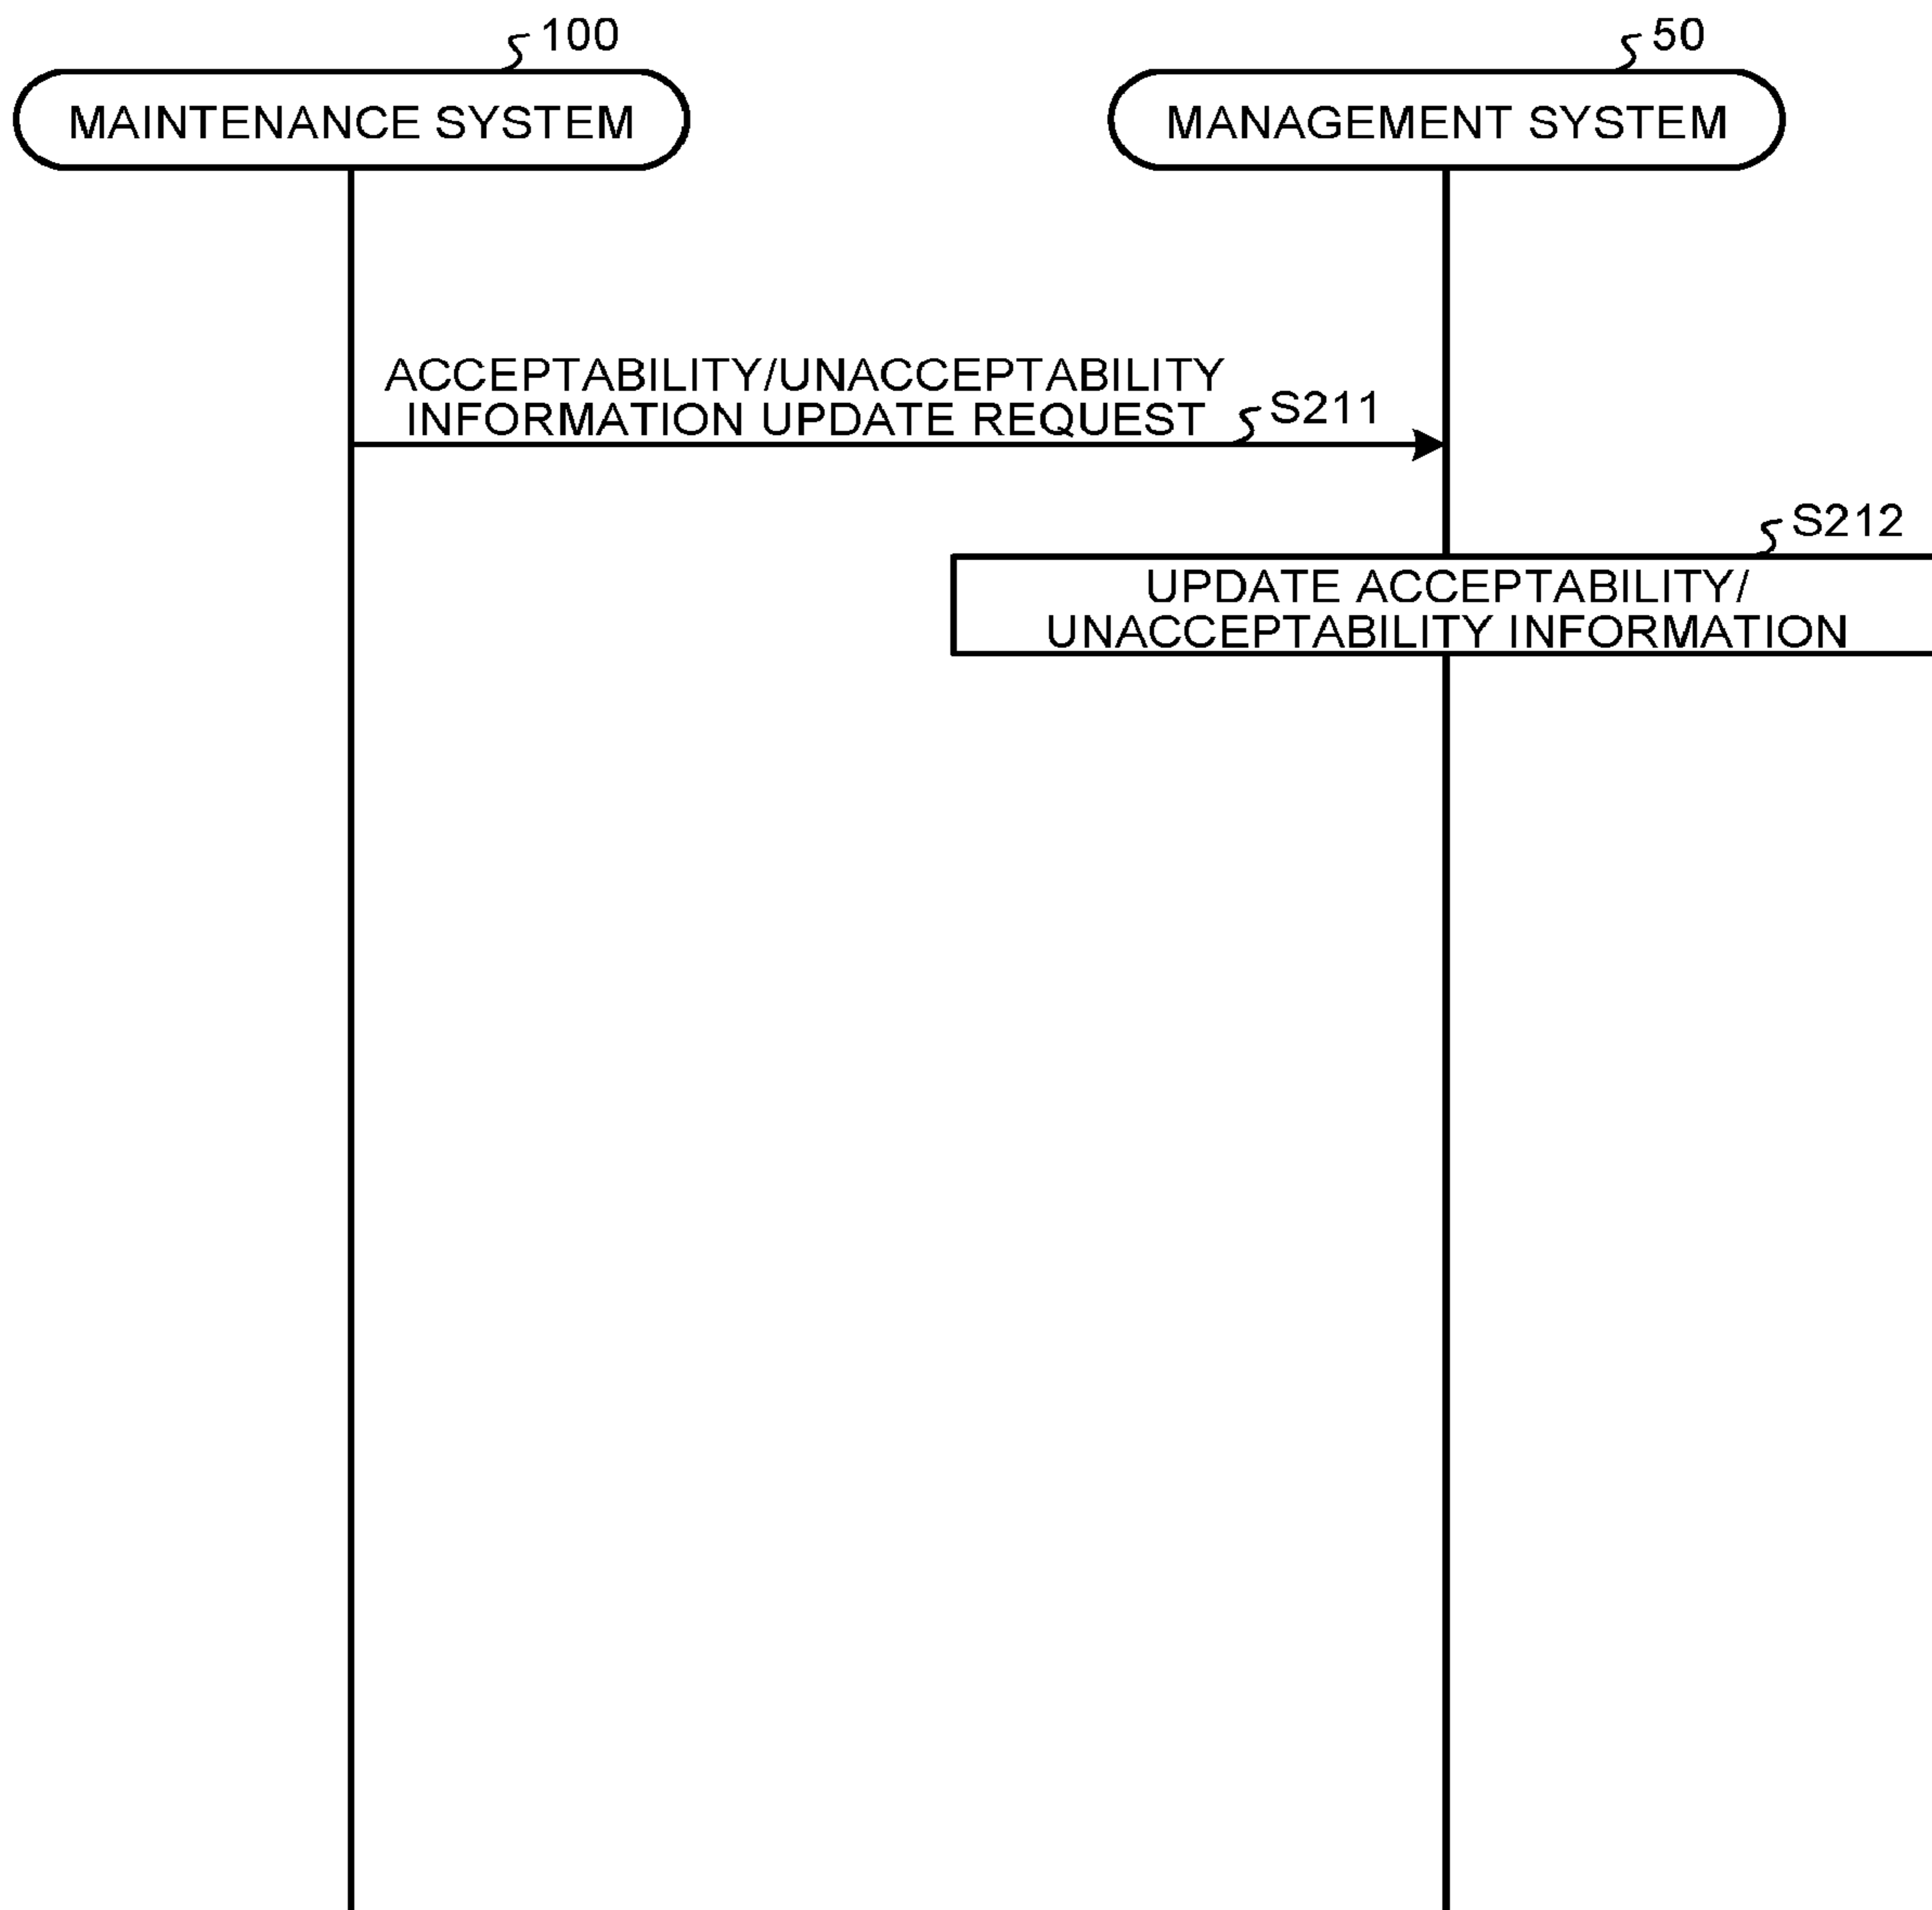 100
50
MAINTENANCE SYSTEM
MANAGEMENT SYSTEM
ACCEPTABILITY/UNACCEPTABILITY
INFORMATION UPDATE REQUEST
S211
S212
UPDATE ACCEPTABILITY/
UNACCEPTABILITY INFORMATION